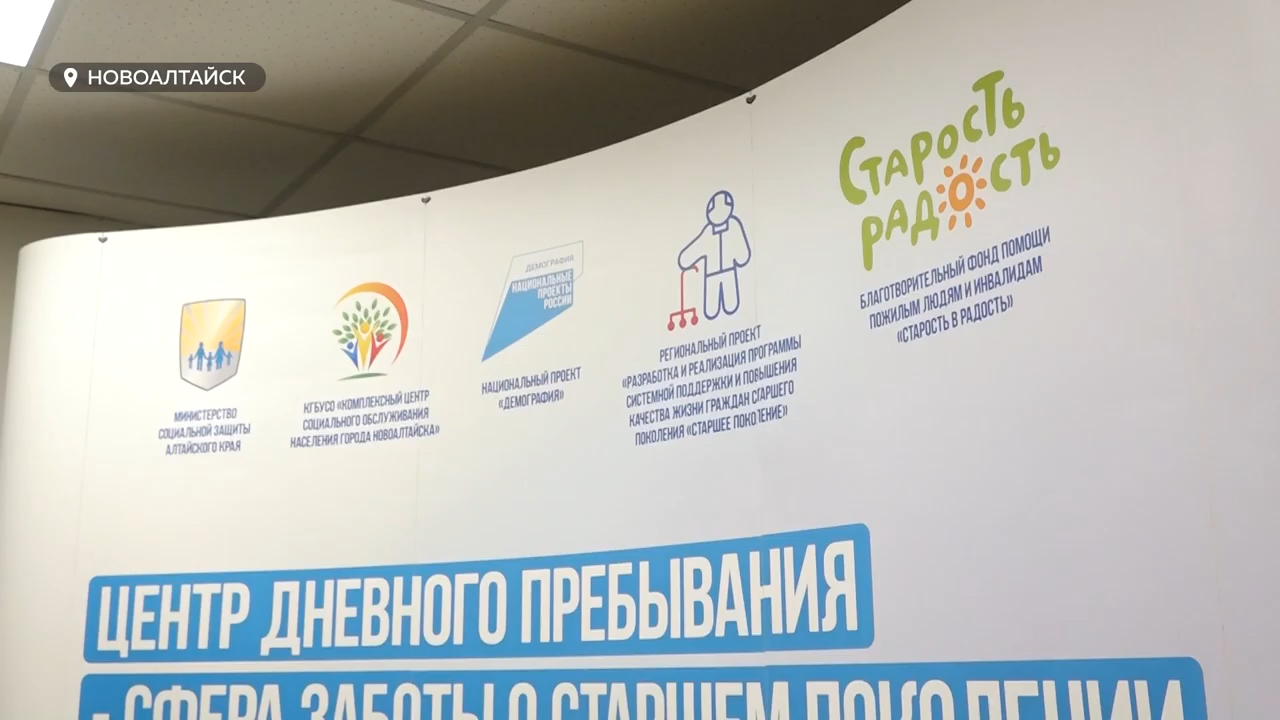 НОВОАЛТАЙСК
СТАРОСТЬ
РАДОСТЬ
БЛАГОТВОРИТЕЛЬНЫЙ ФОНД ПОМОЩИ
ПОЖИЛЫМ ЛЮДЯМ И ИНВАЛИДАМ
«СТАРОСТЬ В РАДОСТЬ»
МИНИСТЕРСТВО
СОЦИАЛЬНОЙ ЗАЩИТЫ
АЛТАЙСКОГО КРАЯ
КГБУСО «КОМПЛЕКСНЫЙ ЦЕНТР
СОЦИАЛЬНОГО ОБСЛУЖИВАНИЯ
НАСЕЛЕНИЯ ГОРОДА НОВОАЛТАЙСКА»
ДЕМОГРАФИЯ
НАЦИОНАЛЬНЫЕ
ПРОЕКТЫ
РОССИИ
НАЦИОНАЛЬНЫЙ ПРОЕКТ
«ДЕМОГРАФИЯ»
РЕГИОНАЛЬНЫЙ ПРОЕКТ
«РАЗРАБОТКА И РЕАЛИЗАЦИЯ ПРОГРАММЫ
СИСТЕМНОЙ ПОДДЕРЖКИ И ПОВЫШЕНИЯ
КАЧЕСТВА ЖИЗНИ ГРАЖДАН СТАРШЕГО
ПОКОЛЕНИЯ «СТАРШЕЕ ПОКОЛЕНИЕ»
ЦЕНТР ДНЕВНОГО ПРЕБЫВАНИЯ
- СФЕРА ЗАБОТЫ О СТАРШЕМ ПОКОЛЕНИИ